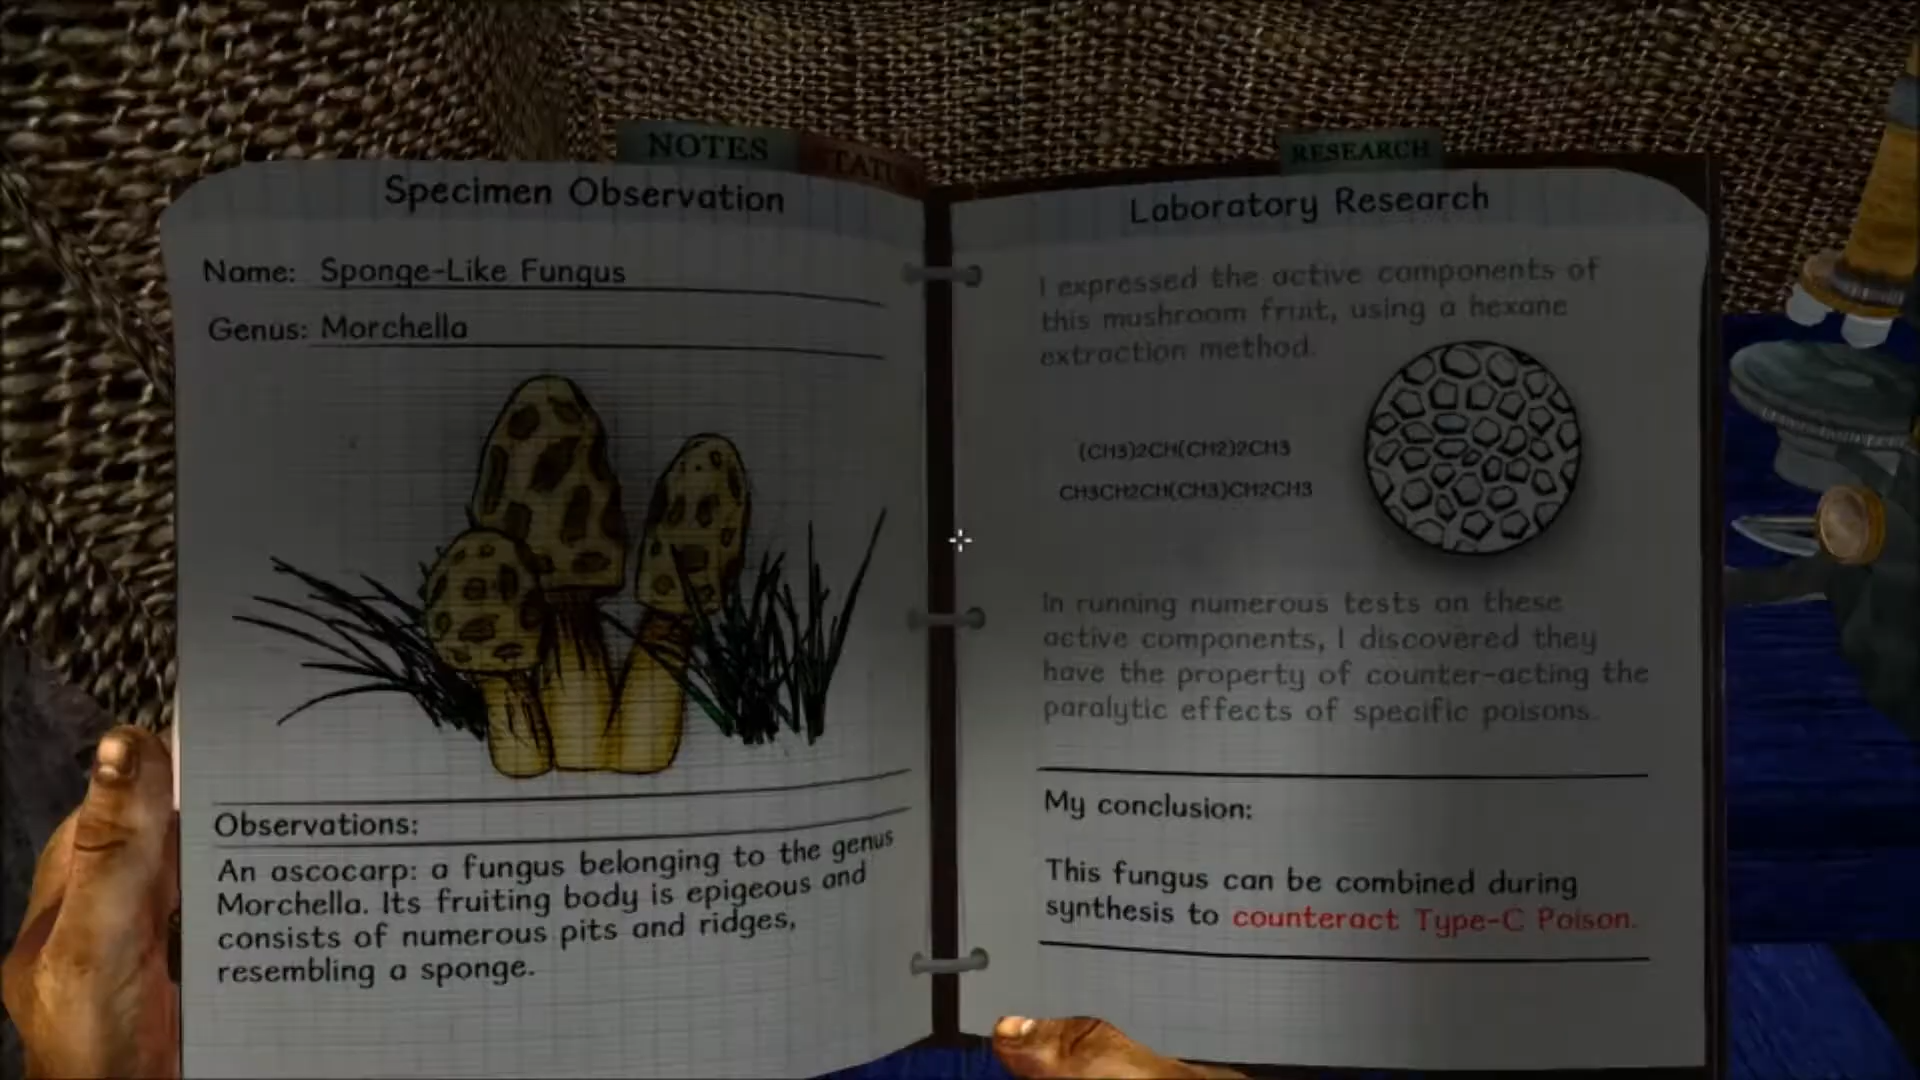 NOTES
RESEARCH
Specimen Observation
Name: Sponge-Like Fungus
Genus: Morchella
Observations:
An ascocarp: a fungus belonging to the genus
Morchella. Its fruiting body is epigeous and
consists of numerous pits and ridges,
resembling a sponge.
Laboratory Research
I expressed the active components of
this mushroom fruit, using a hexane
extraction method.
(CH3)2CH(CH2)2CH3
CH3CH2CH(CH3)CH2CH3
In running numerous tests on these
active components, I discovered they
have the property of counter-acting the
paralytic effects of specific poisons.
My conclusion:
This fungus can be combined during
synthesis to counteract Type-C Poison.